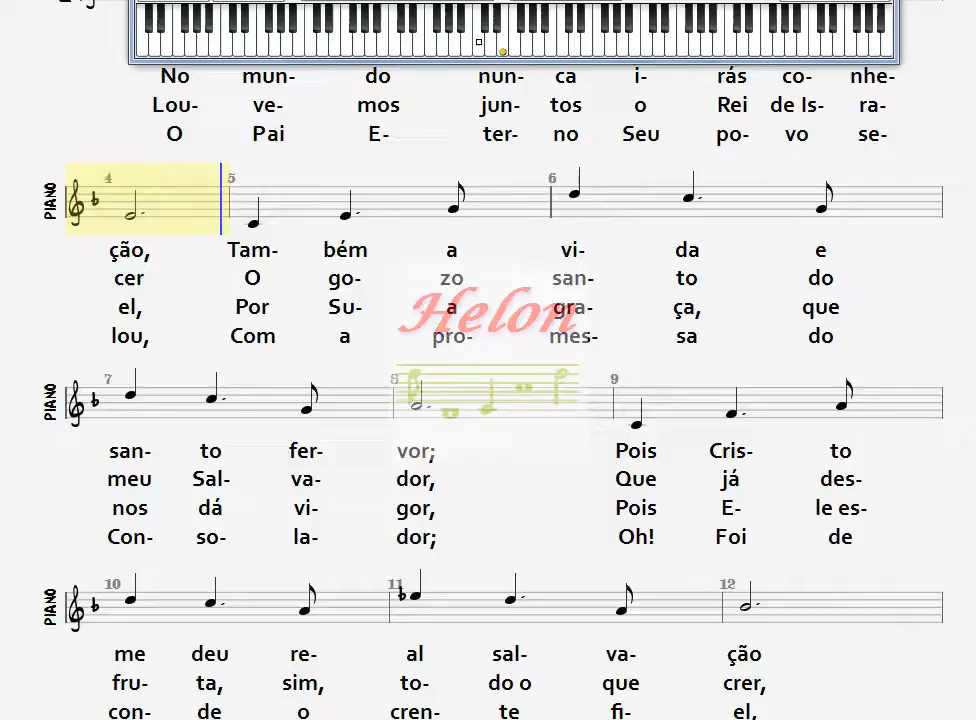 No mun- do nun- ca i- rás co- nhe-
Lou- ve- mos jun- tos o Rei de Is- ra-
O Pai E- ter- no Seu po- vo se-
4 5 6
PIANO
ção, Tam- bém a vi- da e
cer O go- zo san- to do
el, Por Su- a gra- ça, que
lou, Com a pro- mes- sa do
Helon
7 8 9
PIANO
san- to fer- vor; Pois Cris- to
meu Sal- va- dor, Que já des-
nos dá vi- gor, Pois E- le es-
Con- so- la- dor; Oh! Foi de
10 11 12
PIANO
me deu re- al sal- va- ção
fru- ta, sim, to- do o que crer,
con- de o cren- te fi- el,